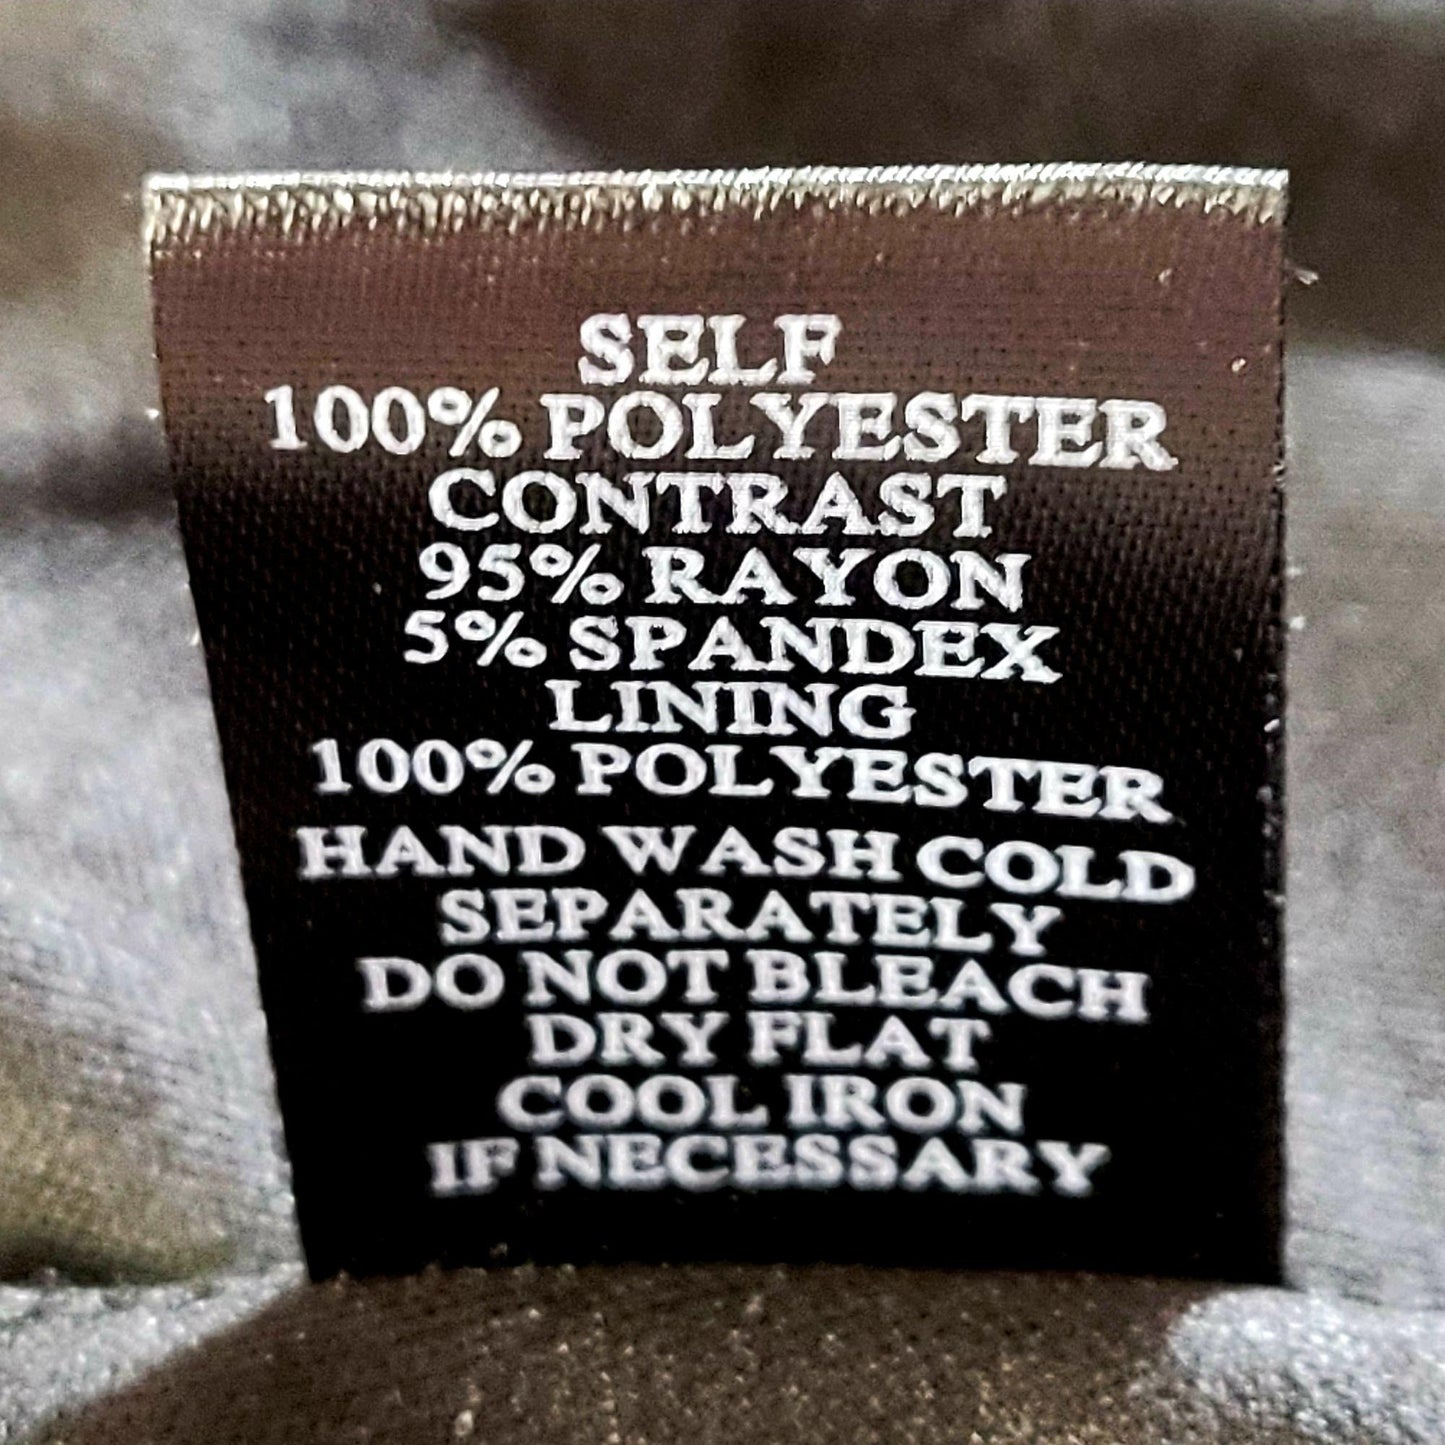 SELF
100% POLYESTER
CONTRAST
95% RAYON
5% SPANDEX
LINING
100% POLYESTER
HAND WASH COLD
SEPARATELY
DO NOT BLEACH
DRY FLAT
COOL IRON
IF NECESSARY